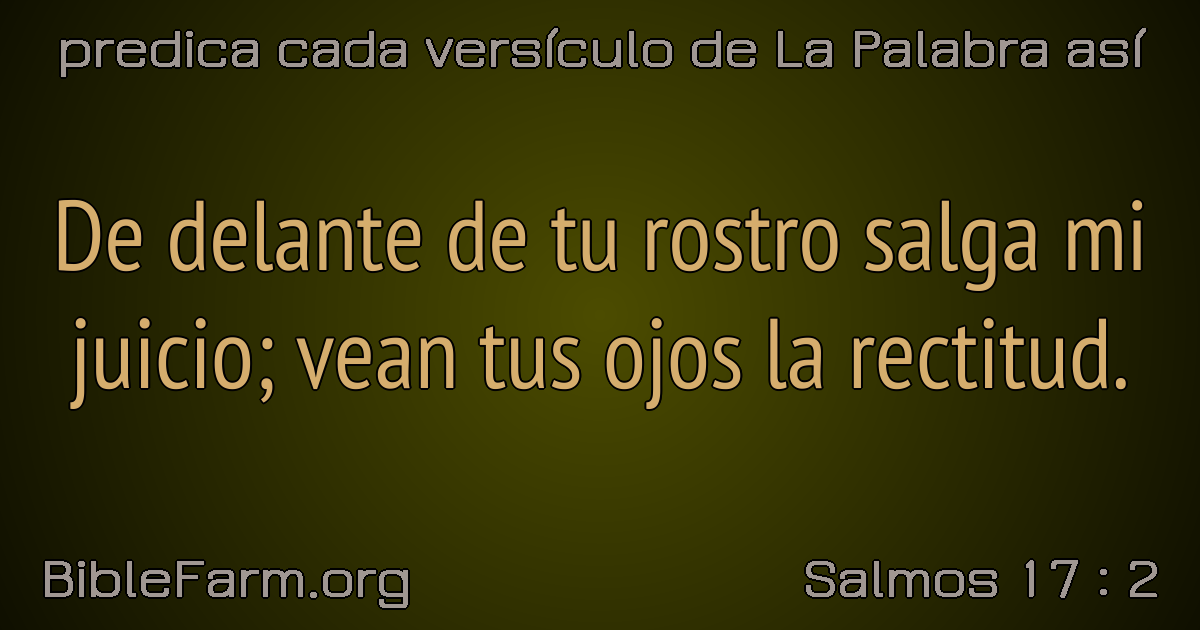 predica cada versículo de La Palabra así
De delante de tu rostro salga mi
juicio; vean tus ojos la rectitud.
BibleFarm.org
Salmos 17 : 2